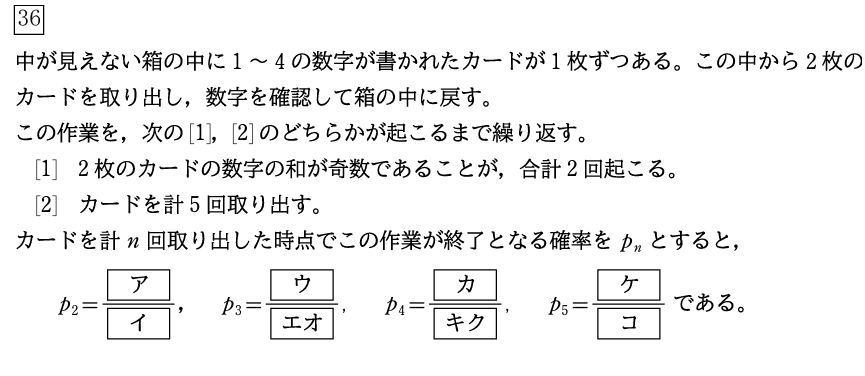 36
中が見えない箱の中に 1 ～ 4 の数字が書かれたカードが 1 枚ずつある。この中から 2 枚の
カードを取り出し，数字を確認して箱の中に戻す。
この作業を，次の [1]，[2] のどちらかが起こるまで繰り返す。
[1]　2 枚のカードの数字の和が奇数であることが，合計 2 回起こる。
[2]　カードを計 5 回取り出す。
カードを計 n 回取り出した時点でこの作業が終了となる確率を pₙ とすると，
p₂＝ア/イ，　p₃＝ウ/エオ，　p₄＝カ/キク，　p₅＝ケ/コ である。